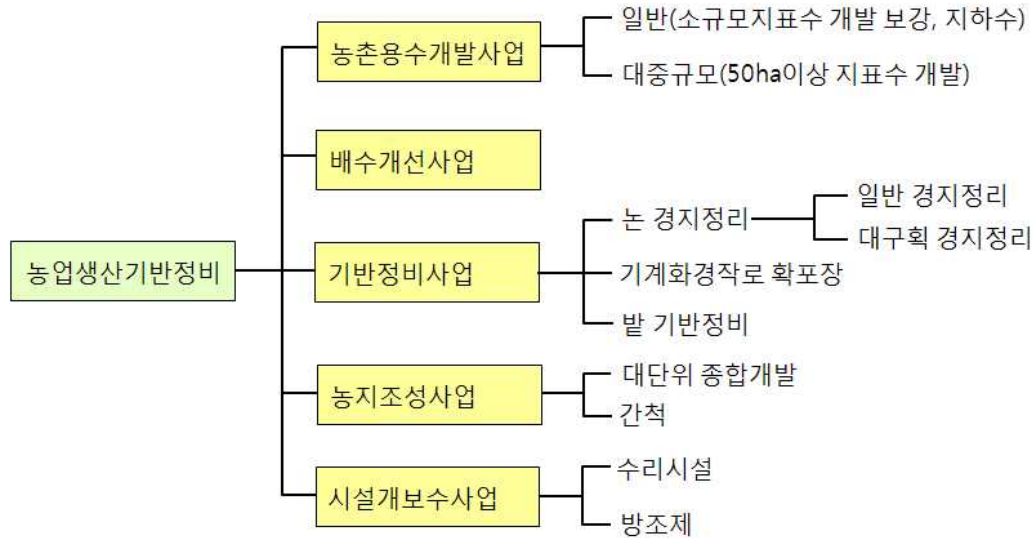 농업생산기반정비
농촌용수개발사업
일반(소규모지표수 개발 보강, 지하수)
대중규모(50ha이상 지표수 개발)
배수개선사업
기반정비사업
논 경지정리
일반 경지정리
대구획 경지정리
기계화경작로 확포장
밭 기반정비
농지조성사업
대단위 종합개발
간척
시설개보수사업
수리시설
방조제